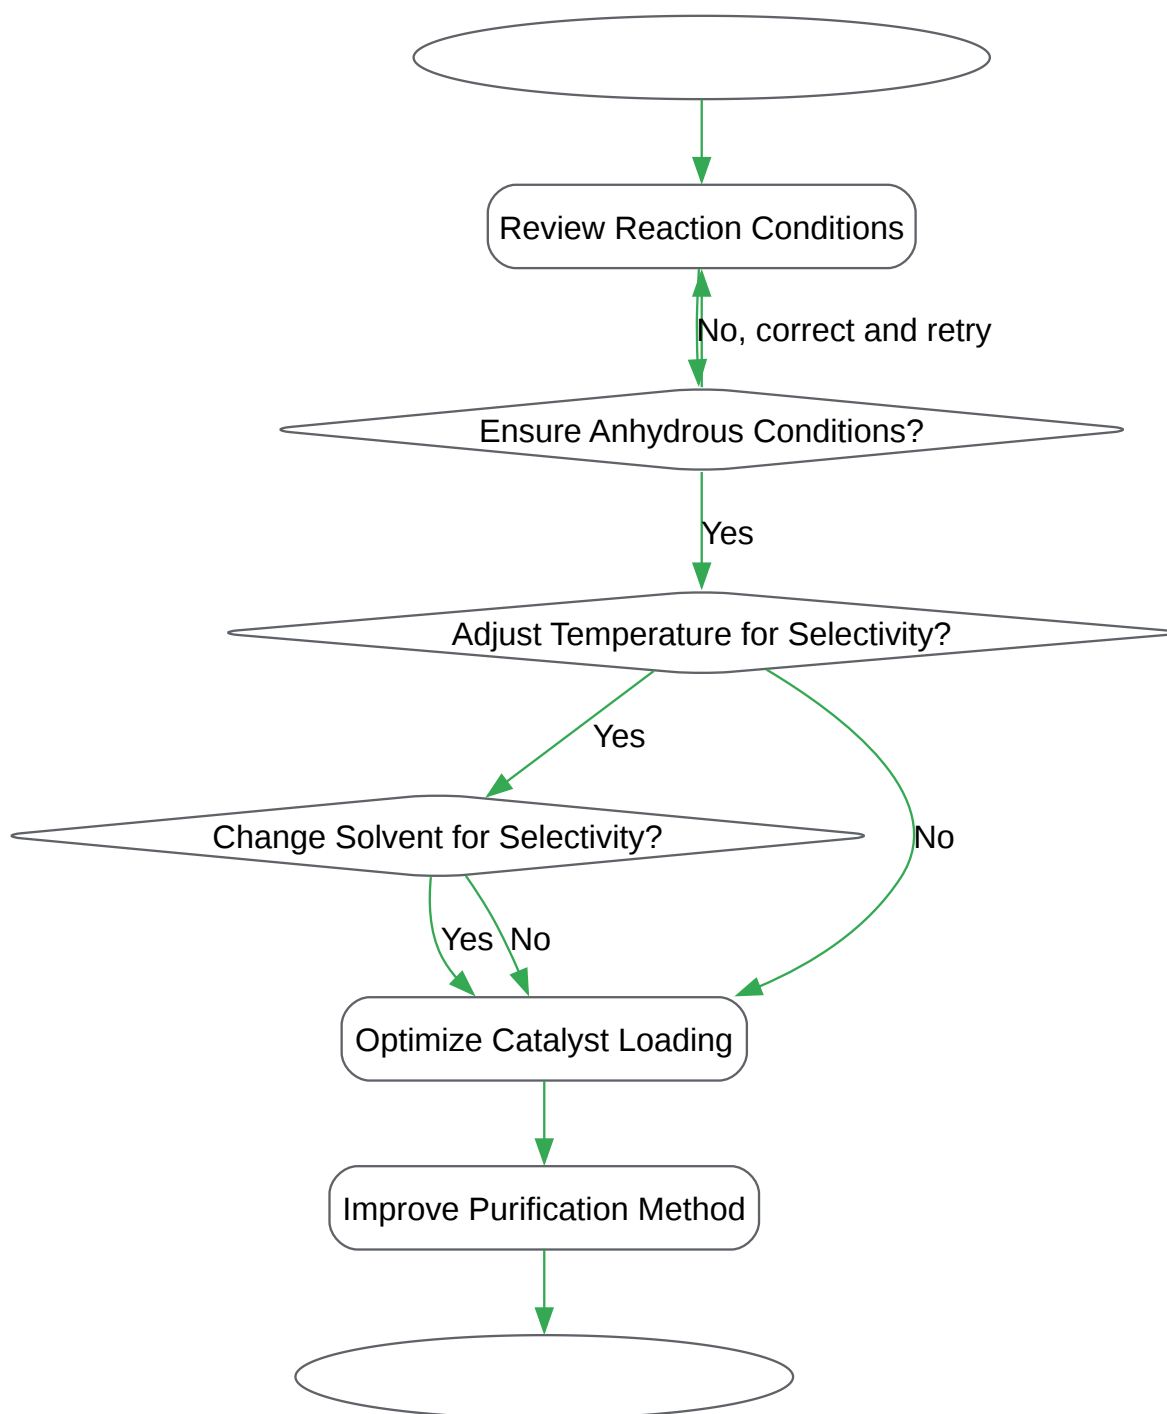 Review Reaction Conditions
No, correct and retry
Ensure Anhydrous Conditions?
Yes
Adjust Temperature for Selectivity?
Yes
Change Solvent for Selectivity?
No
Yes
No
Optimize Catalyst Loading
Improve Purification Method